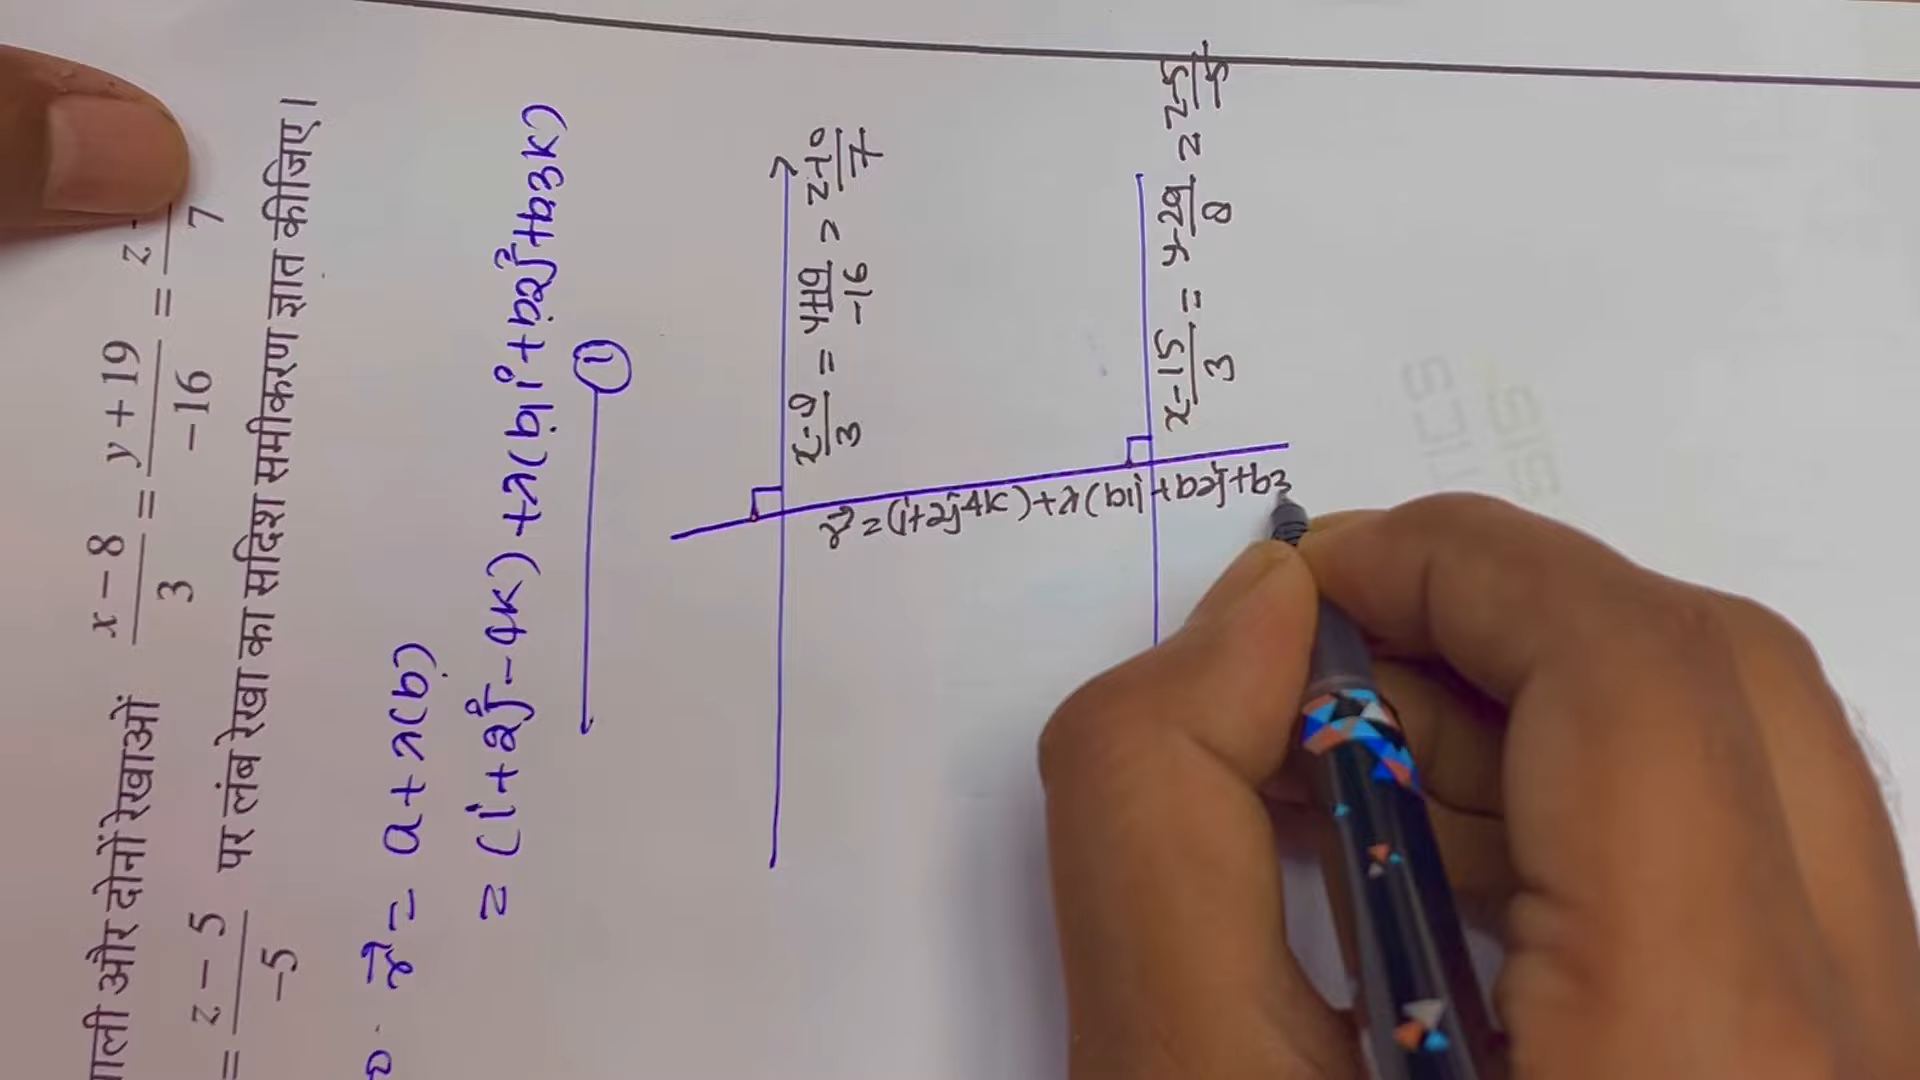 वाली और दोनों रेखाओं x − 8 / 3 = y + 19 / −16 = z − / 7
= z − 5 / −5 पर लंब रेखा का सदिश समीकरण ज्ञात कीजिए।
r⃗ = a + λ(b)
= (i + 2j − 4k) + λ(b1i + b2j + b3k)
①
x-8/3 = y+19/-16 = z-10/7
r⃗ = (i+2j-4k)+λ(b1i+b2j+b3
x-15/3 = y-29/8 = z-5/-5